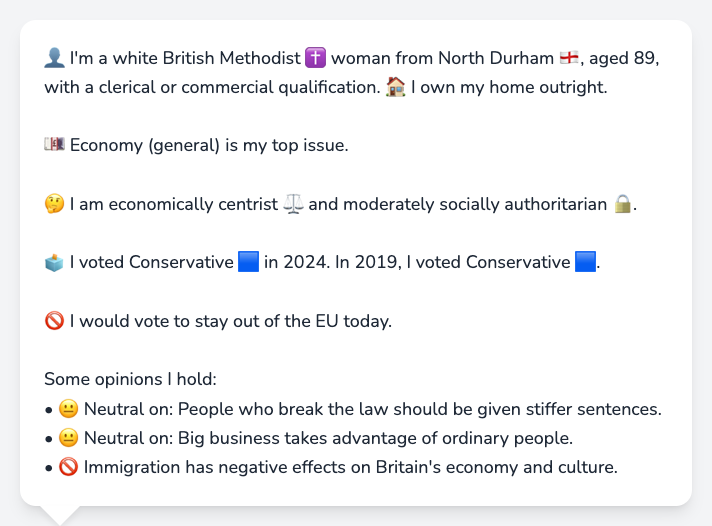 👤 I'm a white British Methodist ✝️ woman from North Durham 🏴󠁧󠁢󠁥󠁮󠁧󠁿, aged 89,
with a clerical or commercial qualification. 🏠 I own my home outright.
💷 Economy (general) is my top issue.
🤔 I am economically centrist ⚖️ and moderately socially authoritarian 🔒.
🗳️ I voted Conservative 🟦 in 2024. In 2019, I voted Conservative 🟦.
🚫 I would vote to stay out of the EU today.
Some opinions I hold:
• 😐 Neutral on: People who break the law should be given stiffer sentences.
• 😐 Neutral on: Big business takes advantage of ordinary people.
• 🚫 Immigration has negative effects on Britain's economy and culture.